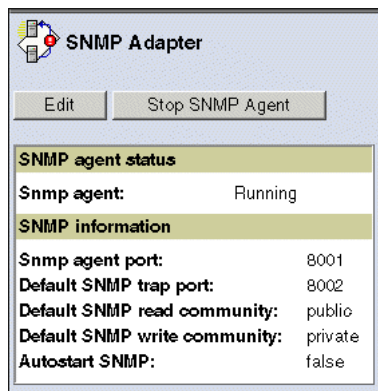 SNMP Adapter
Edit Stop SNMP Agent
SNMP agent status
Snmp agent: Running
SNMP information
Snmp agent port: 8001
Default SNMP trap port: 8002
Default SNMP read community: public
Default SNMP write community: private
Autostart SNMP: false